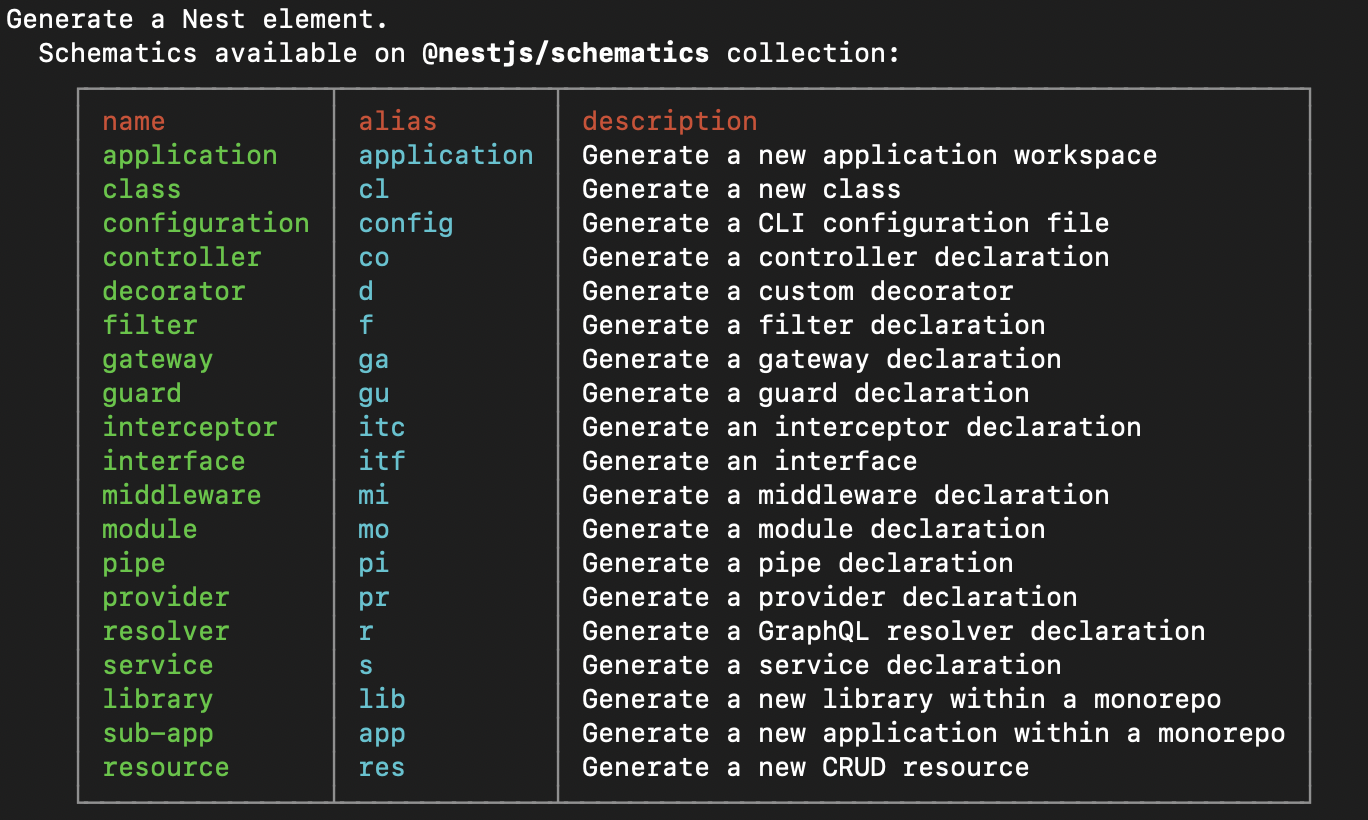 Generate a Nest element.
Schematics available on @nestjs/schematics collection:
name alias description
application application Generate a new application workspace
class cl Generate a new class
configuration config Generate a CLI configuration file
controller co Generate a controller declaration
decorator d Generate a custom decorator
filter f Generate a filter declaration
gateway ga Generate a gateway declaration
guard gu Generate a guard declaration
interceptor itc Generate an interceptor declaration
interface itf Generate an interface
middleware mi Generate a middleware declaration
module mo Generate a module declaration
pipe pi Generate a pipe declaration
provider pr Generate a provider declaration
resolver r Generate a GraphQL resolver declaration
service s Generate a service declaration
library lib Generate a new library within a monorepo
sub-app app Generate a new application within a monorepo
resource res Generate a new CRUD resource